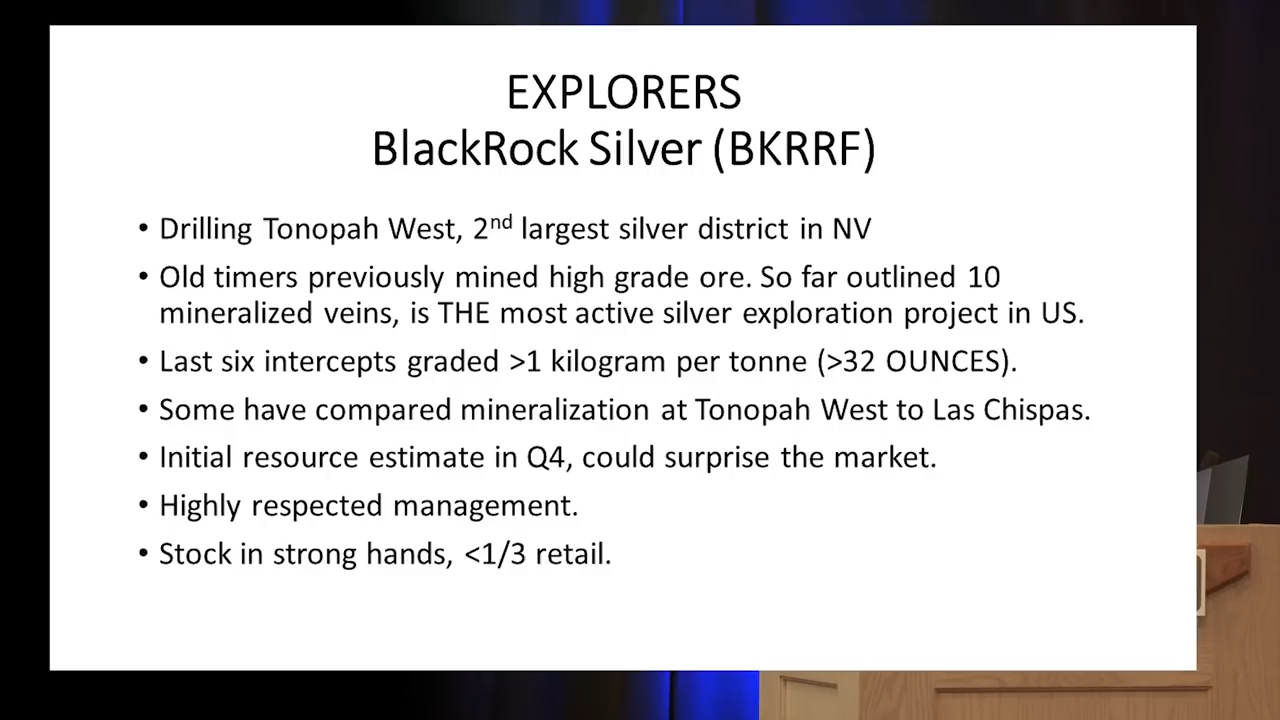 EXPLORERS
BlackRock Silver (BKRRF)
• Drilling Tonopah West, 2nd largest silver district in NV
• Old timers previously mined high grade ore. So far outlined 10
mineralized veins, is THE most active silver exploration project in US.
• Last six intercepts graded >1 kilogram per tonne (>32 OUNCES).
• Some have compared mineralization at Tonopah West to Las Chispas.
• Initial resource estimate in Q4, could surprise the market.
• Highly respected management.
• Stock in strong hands, <1/3 retail.